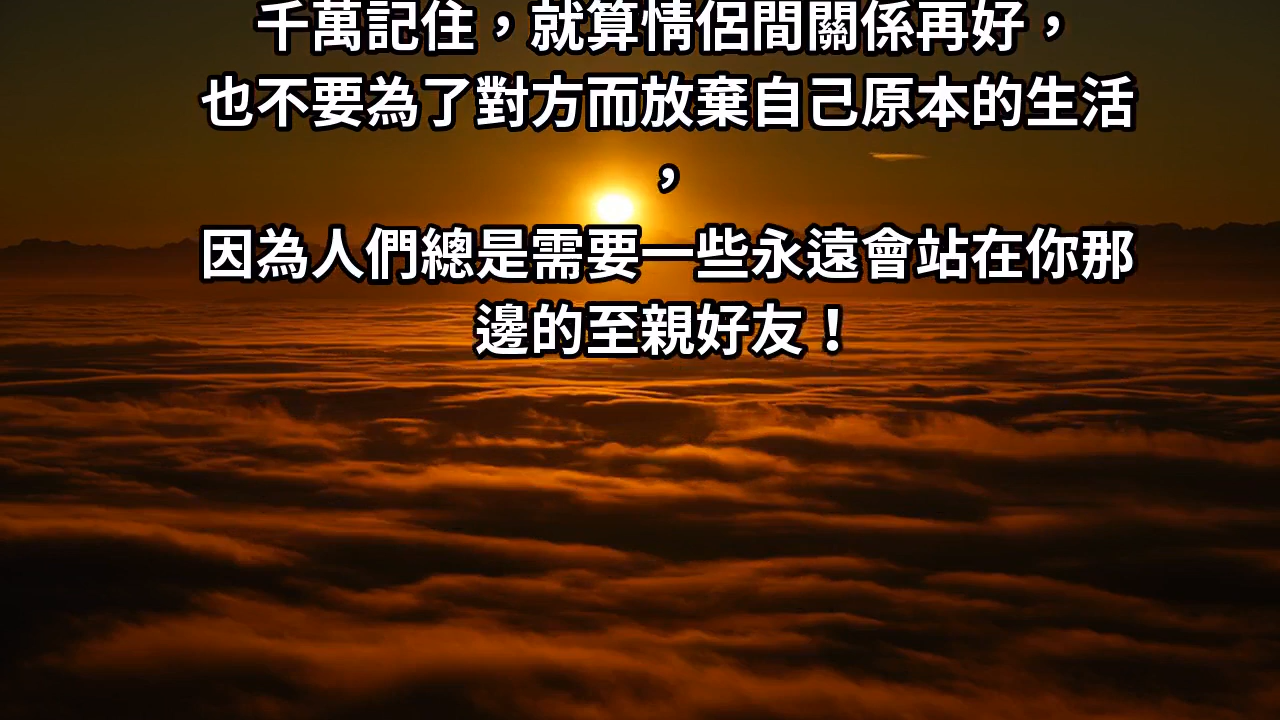 千萬記住，就算情侶間關係再好，
也不要為了對方而放棄自己原本的生活
，
因為人們總是需要一些永遠會站在你那
邊的至親好友！